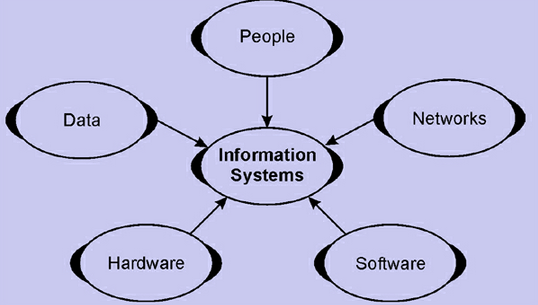 People
Data
Networks
Information
Systems
Hardware
Software